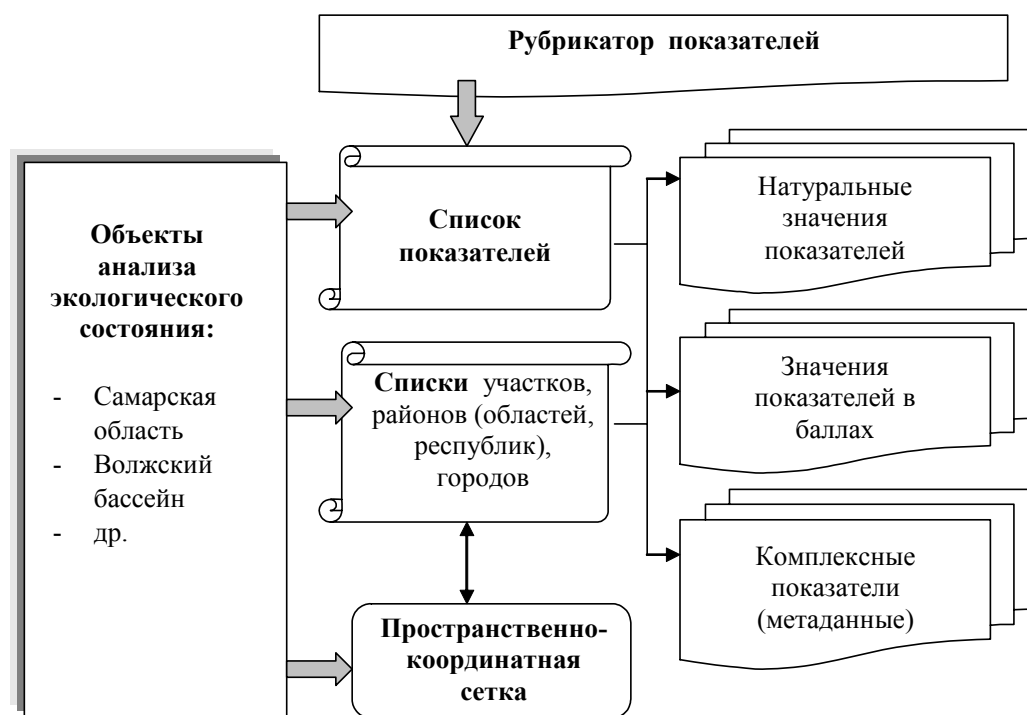 Рубрикатор показателей
Объекты
анализа
экологического
состояния:
- Самарская
область
- Волжский
бассейн
- др.
Список
показателей
Списки участков,
районов (областей,
республик),
городов
Пространственно-
координатная
сетка
Натуральные
значения
показателей
Значения
показателей в
баллах
Комплексные
показатели
(метаданные)